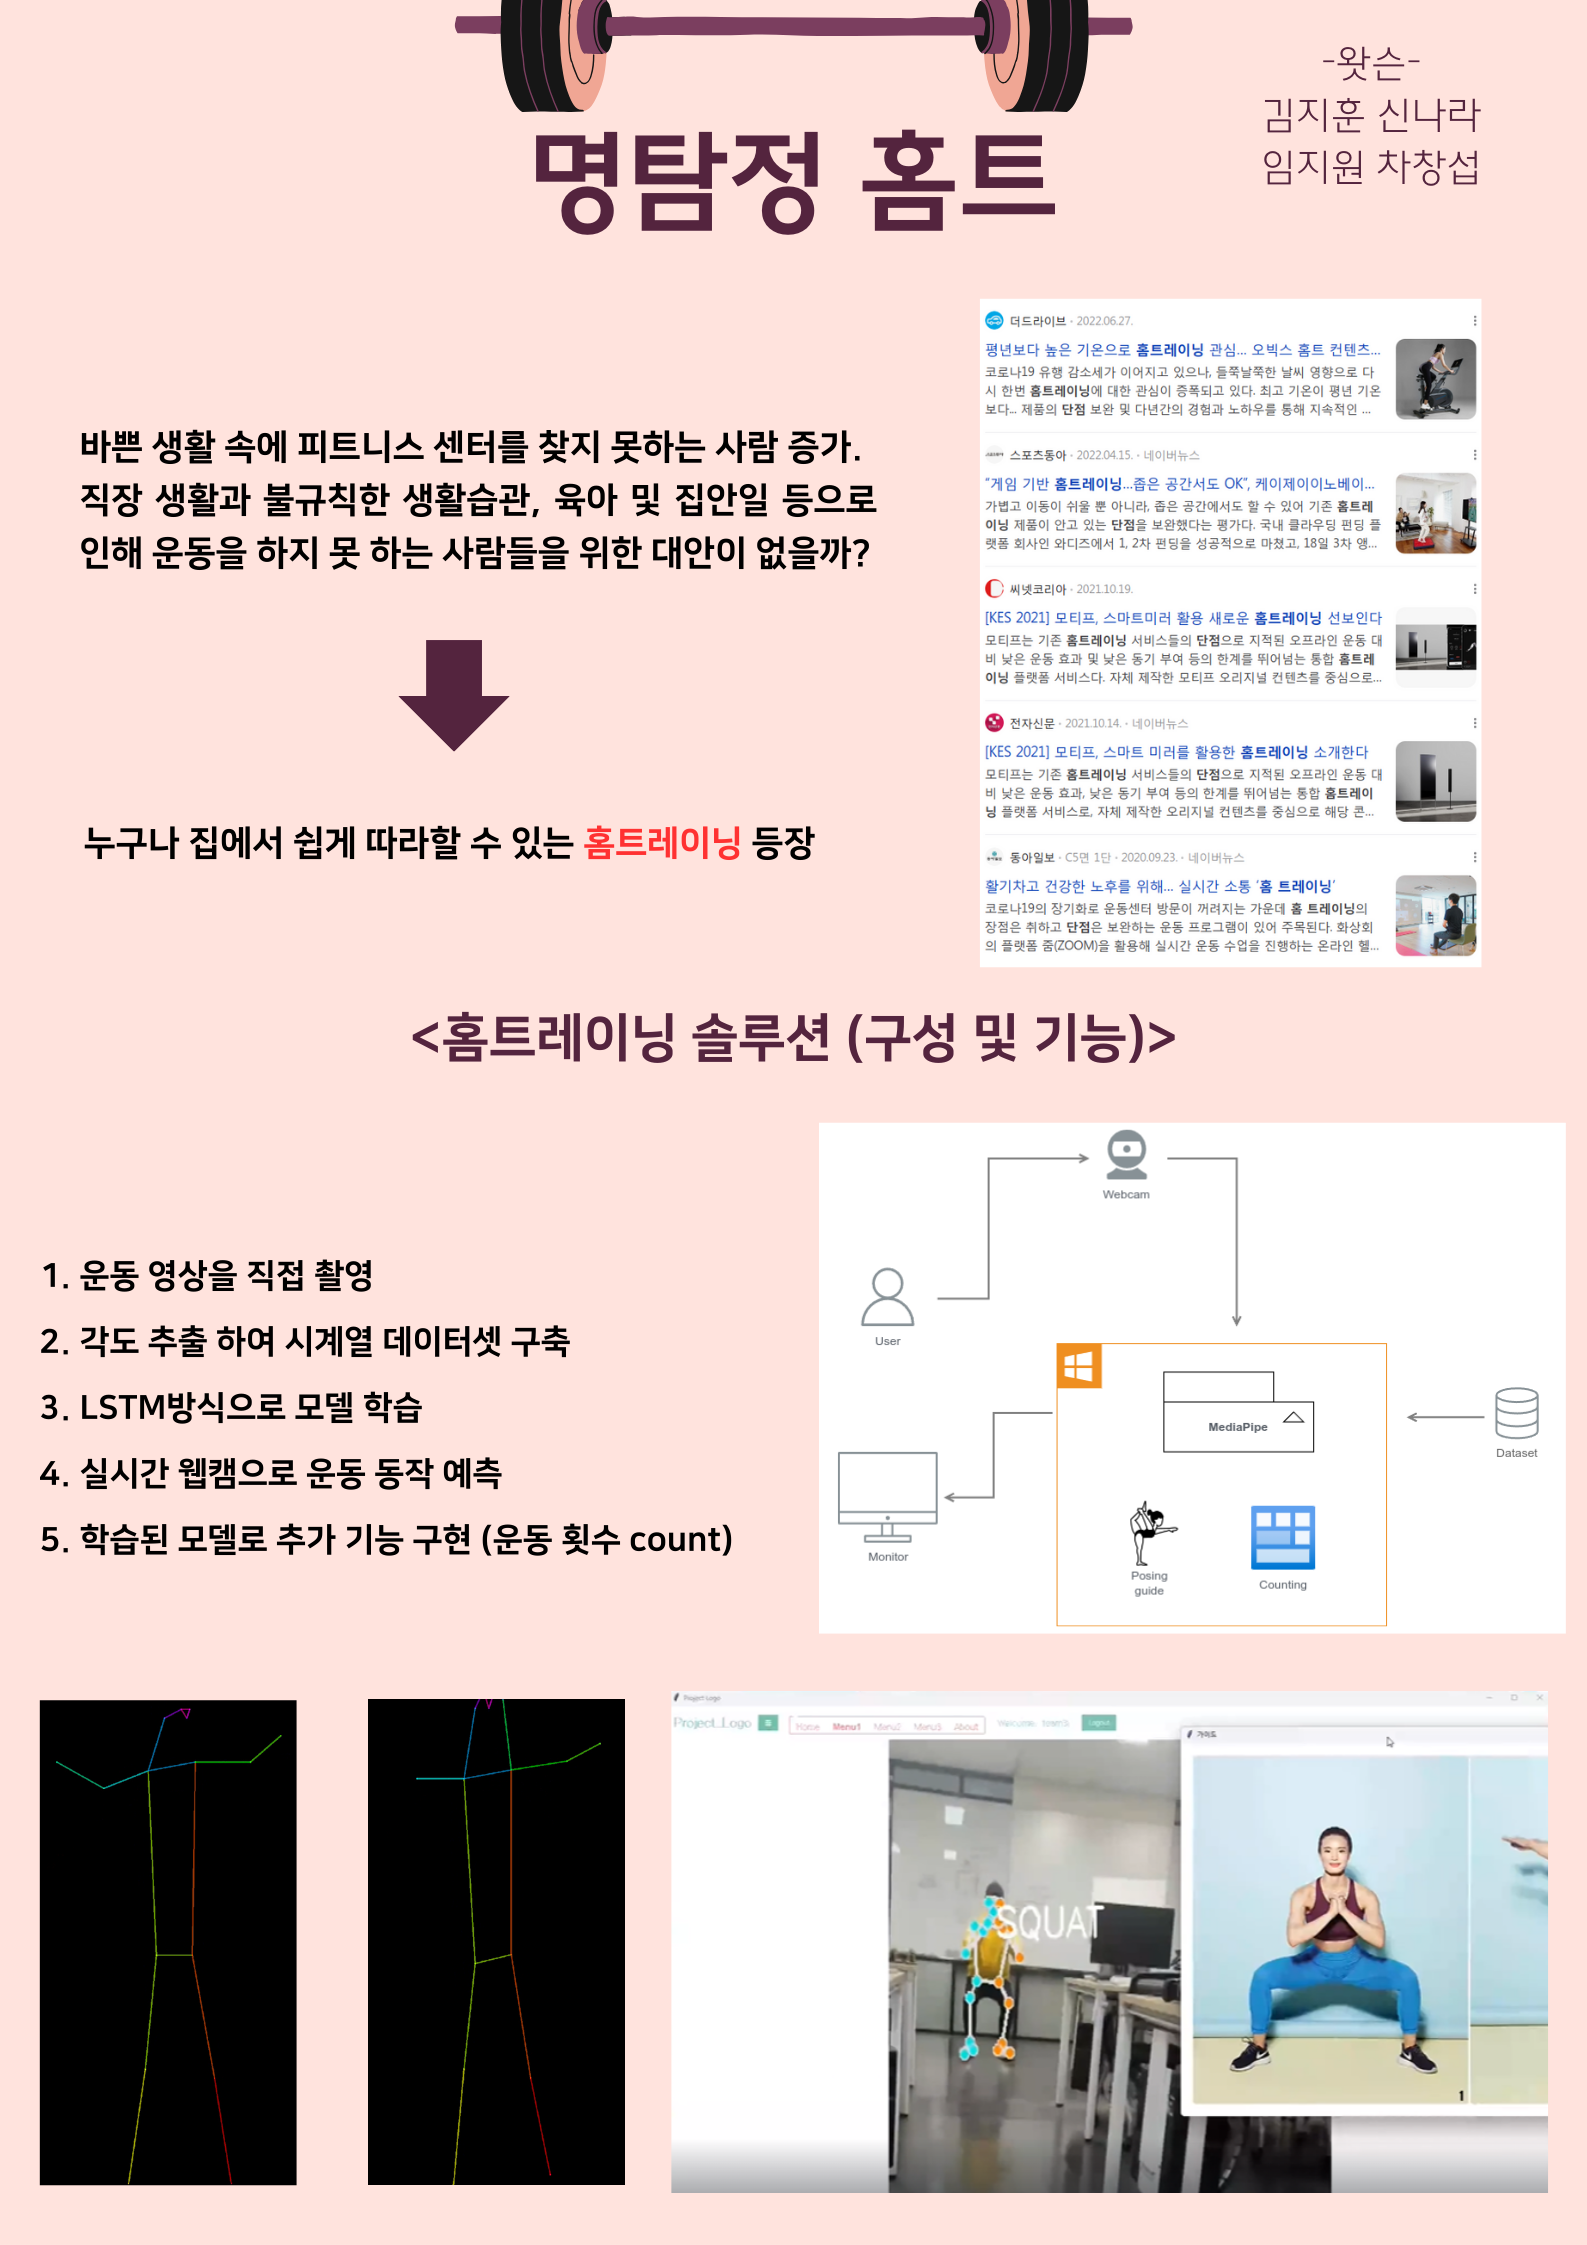 -왓슨-
김지훈 신나라
임지원 차창섭
명탐정 홈트
바쁜 생활 속에 피트니스 센터를 찾지 못하는 사람 증가.
직장 생활과 불규칙한 생활습관, 육아 및 집안일 등으로
인해 운동을 하지 못 하는 사람들을 위한 대안이 없을까?
누구나 집에서 쉽게 따라할 수 있는 홈트레이닝 등장
더드라이브 · 2022.06.27.
평년보다 높은 기온으로 홈트레이닝 관심... 오빅스 홈트 컨텐츠...
코로나19 유행 감소세가 이어지고 있으나, 들쭉날쭉한 날씨 영향으로 다
시 한번 홈트레이닝에 대한 관심이 증폭되고 있다. 최고 기온이 평년 기온
보다... 제품의 단점 보완 및 다년간의 경험과 노하우를 통해 지속적인 ...
스포츠동아 · 2022.04.15. · 네이버뉴스
“게임 기반 홈트레이닝...좁은 공간서도 OK”, 케이제이이노베이...
가볍고 이동이 쉬울 뿐 아니라, 좁은 공간에서도 할 수 있어 기존 홈트레
이닝 제품이 안고 있는 단점을 보완했다는 평가다. 국내 클라우딩 펀딩 플
랫폼 회사인 와디즈에서 1, 2차 펀딩을 성공적으로 마쳤고, 18일 3차 앵...
씨넷코리아 · 2021.10.19.
[KES 2021] 모티프, 스마트미러 활용 새로운 홈트레이닝 선보인다
모티프는 기존 홈트레이닝 서비스들의 단점으로 지적된 오프라인 운동 대
비 낮은 운동 효과 및 낮은 동기 부여 등의 한계를 뛰어넘는 통합 홈트레
이닝 플랫폼 서비스다. 자체 제작한 모티프 오리지널 컨텐츠를 중심으로...
전자신문 · 2021.10.14. · 네이버뉴스
[KES 2021] 모티프, 스마트 미러를 활용한 홈트레이닝 소개한다
모티프는 기존 홈트레이닝 서비스들의 단점으로 지적된 오프라인 운동 대
비 낮은 운동 효과, 낮은 동기 부여 등의 한계를 뛰어넘는 통합 홈트레이
닝 플랫폼 서비스로, 자체 제작한 오리지널 컨텐츠를 중심으로 해당 콘...
동아일보 · C5면 1단 · 2020.09.23. · 네이버뉴스
활기차고 건강한 노후를 위해... 실시간 소통 ‘홈 트레이닝’
코로나19의 장기화로 운동센터 방문이 꺼려지는 가운데 홈 트레이닝의
장점은 취하고 단점은 보완하는 운동 프로그램이 있어 주목된다. 화상회
의 플랫폼 줌(ZOOM)을 활용해 실시간 운동 수업을 진행하는 온라인 헬...
<홈트레이닝 솔루션 (구성 및 기능)>
1. 운동 영상을 직접 촬영
2. 각도 추출 하여 시계열 데이터셋 구축
3. LSTM방식으로 모델 학습
4. 실시간 웹캠으로 운동 동작 예측
5. 학습된 모델로 추가 기능 구현 (운동 횟수 count)
Webcam
User
MediaPipe
Dataset
Monitor
Posing
guide
Counting
Project Logo
Project_Logo Home Menu1 Menu2 Menu3 About Welcome, team3 Logout
가이드
SQUAT
1